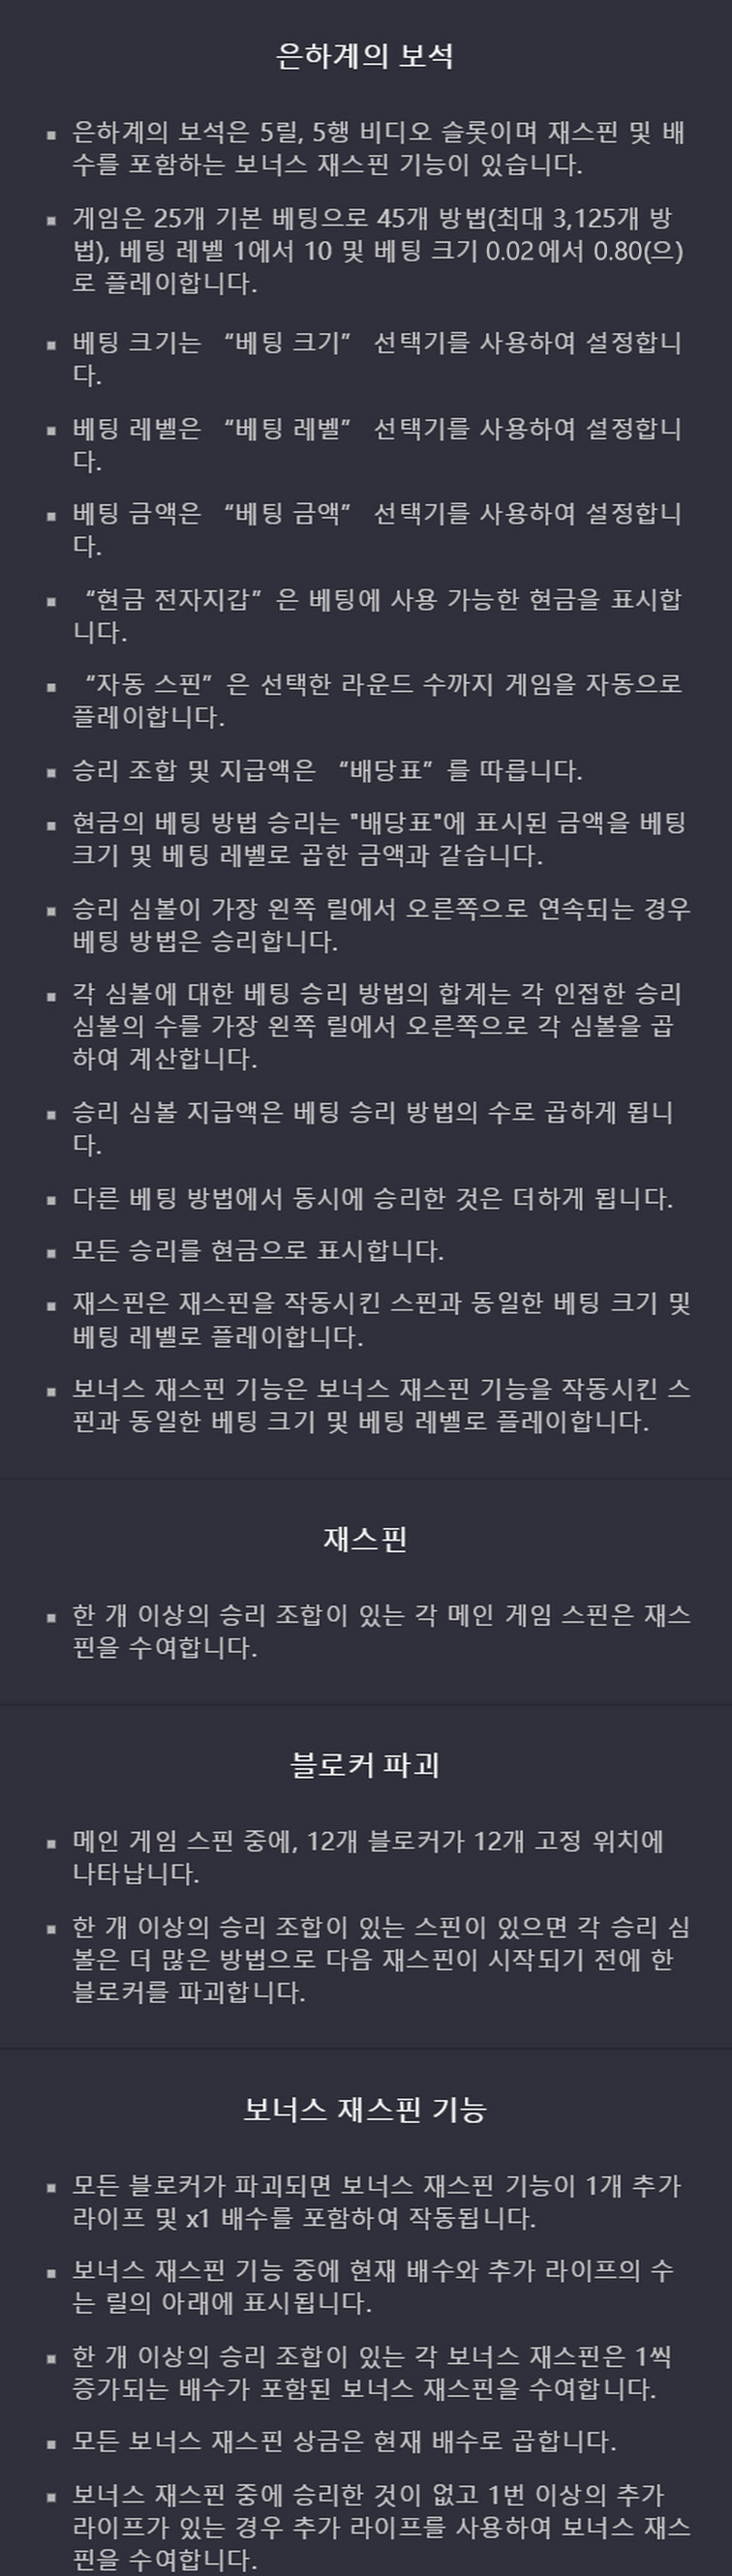 은하계의 보석
▪ 은하계의 보석은 5릴, 5행 비디오 슬롯이며 재스핀 및 배
수를 포함하는 보너스 재스핀 기능이 있습니다.
▪ 게임은 25개 기본 베팅으로 45개 방법(최대 3,125개 방
법), 베팅 레벨 1에서 10 및 베팅 크기 0.02에서 0.80(으)
로 플레이합니다.
▪ 베팅 크기는 “베팅 크기” 선택기를 사용하여 설정합니
다.
▪ 베팅 레벨은 “베팅 레벨” 선택기를 사용하여 설정합니
다.
▪ 베팅 금액은 “베팅 금액” 선택기를 사용하여 설정합니
다.
▪ “현금 전자지갑” 은 베팅에 사용 가능한 현금을 표시합
니다.
▪ “자동 스핀” 은 선택한 라운드 수까지 게임을 자동으로
플레이합니다.
▪ 승리 조합 및 지급액은 “배당표” 를 따릅니다.
▪ 현금의 베팅 방법 승리는 "배당표"에 표시된 금액을 베팅
크기 및 베팅 레벨로 곱한 금액과 같습니다.
▪ 승리 심볼이 가장 왼쪽 릴에서 오른쪽으로 연속되는 경우
베팅 방법은 승리합니다.
▪ 각 심볼에 대한 베팅 승리 방법의 합계는 각 인접한 승리
심볼의 수를 가장 왼쪽 릴에서 오른쪽으로 각 심볼을 곱
하여 계산합니다.
▪ 승리 심볼 지급액은 베팅 승리 방법의 수로 곱하게 됩니
다.
▪ 다른 베팅 방법에서 동시에 승리한 것은 더하게 됩니다.
▪ 모든 승리를 현금으로 표시합니다.
▪ 재스핀은 재스핀을 작동시킨 스핀과 동일한 베팅 크기 및
베팅 레벨로 플레이합니다.
▪ 보너스 재스핀 기능은 보너스 재스핀 기능을 작동시킨 스
핀과 동일한 베팅 크기 및 베팅 레벨로 플레이합니다.
재스핀
▪ 한 개 이상의 승리 조합이 있는 각 메인 게임 스핀은 재스
핀을 수여합니다.
블로커 파괴
▪ 메인 게임 스핀 중에, 12개 블로커가 12개 고정 위치에
나타납니다.
▪ 한 개 이상의 승리 조합이 있는 스핀이 있으면 각 승리 심
볼은 더 많은 방법으로 다음 재스핀이 시작되기 전에 한
블로커를 파괴합니다.
보너스 재스핀 기능
▪ 모든 블로커가 파괴되면 보너스 재스핀 기능이 1개 추가
라이프 및 x1 배수를 포함하여 작동됩니다.
▪ 보너스 재스핀 기능 중에 현재 배수와 추가 라이프의 수
는 릴의 아래에 표시됩니다.
▪ 한 개 이상의 승리 조합이 있는 각 보너스 재스핀은 1씩
증가되는 배수가 포함된 보너스 재스핀을 수여합니다.
▪ 모든 보너스 재스핀 상금은 현재 배수로 곱합니다.
▪ 보너스 재스핀 중에 승리한 것이 없고 1번 이상의 추가
라이프가 있는 경우 추가 라이프를 사용하여 보너스 재스
핀을 수여합니다.